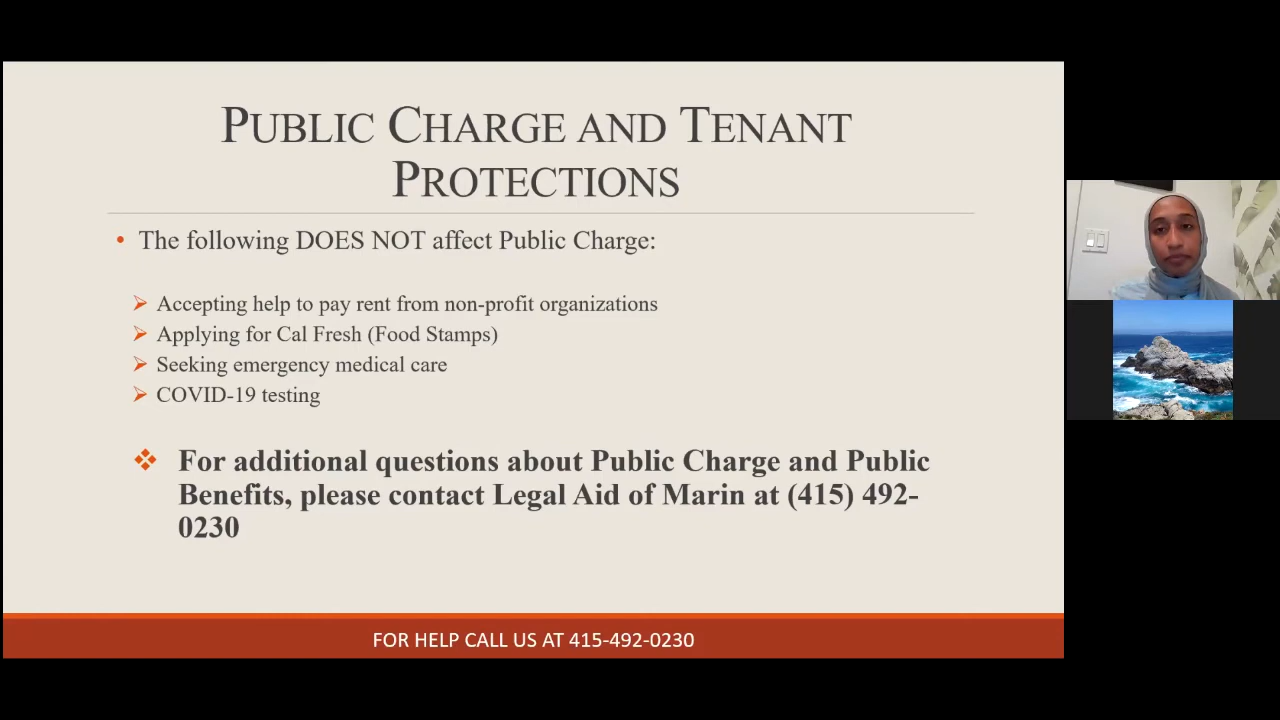 PUBLIC CHARGE AND TENANT
PROTECTIONS
• The following DOES NOT affect Public Charge:
➢ Accepting help to pay rent from non-profit organizations
➢ Applying for Cal Fresh (Food Stamps)
➢ Seeking emergency medical care
➢ COVID-19 testing
❖ For additional questions about Public Charge and Public
Benefits, please contact Legal Aid of Marin at (415) 492-
0230
FOR HELP CALL US AT 415-492-0230